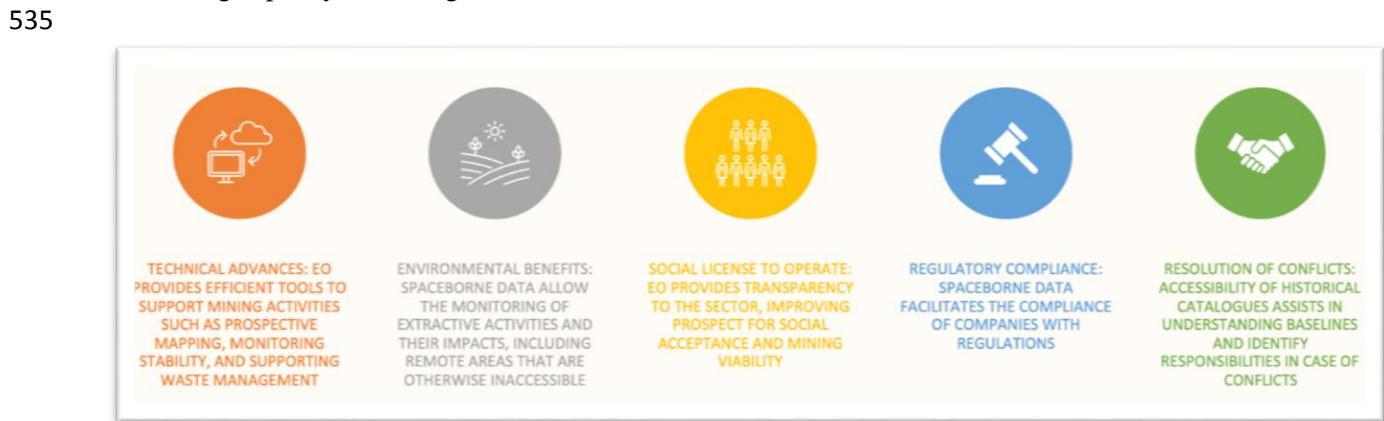 535
TECHNICAL ADVANCES: EO
PROVIDES EFFICIENT TOOLS TO
SUPPORT MINING ACTIVITIES
SUCH AS PROSPECTIVE
MAPPING, MONITORING
STABILITY, AND SUPPORTING
WASTE MANAGEMENT
ENVIRONMENTAL BENEFITS:
SPACEBORNE DATA ALLOW
THE MONITORING OF
EXTRACTIVE ACTIVITIES AND
THEIR IMPACTS, INCLUDING
REMOTE AREAS THAT ARE
OTHERWISE INACCESSIBLE
SOCIAL LICENSE TO OPERATE:
EO PROVIDES TRANSPARENCY
TO THE SECTOR, IMPROVING
PROSPECT FOR SOCIAL
ACCEPTANCE AND MINING
VIABILITY
REGULATORY COMPLIANCE:
SPACEBORNE DATA
FACILITATES THE COMPLIANCE
OF COMPANIES WITH
REGULATIONS
RESOLUTION OF CONFLICTS:
ACCESSIBILITY OF HISTORICAL
CATALOGUES ASSISTS IN
UNDERSTANDING BASELINES
AND IDENTIFY
RESPONSIBILITIES IN CASE OF
CONFLICTS